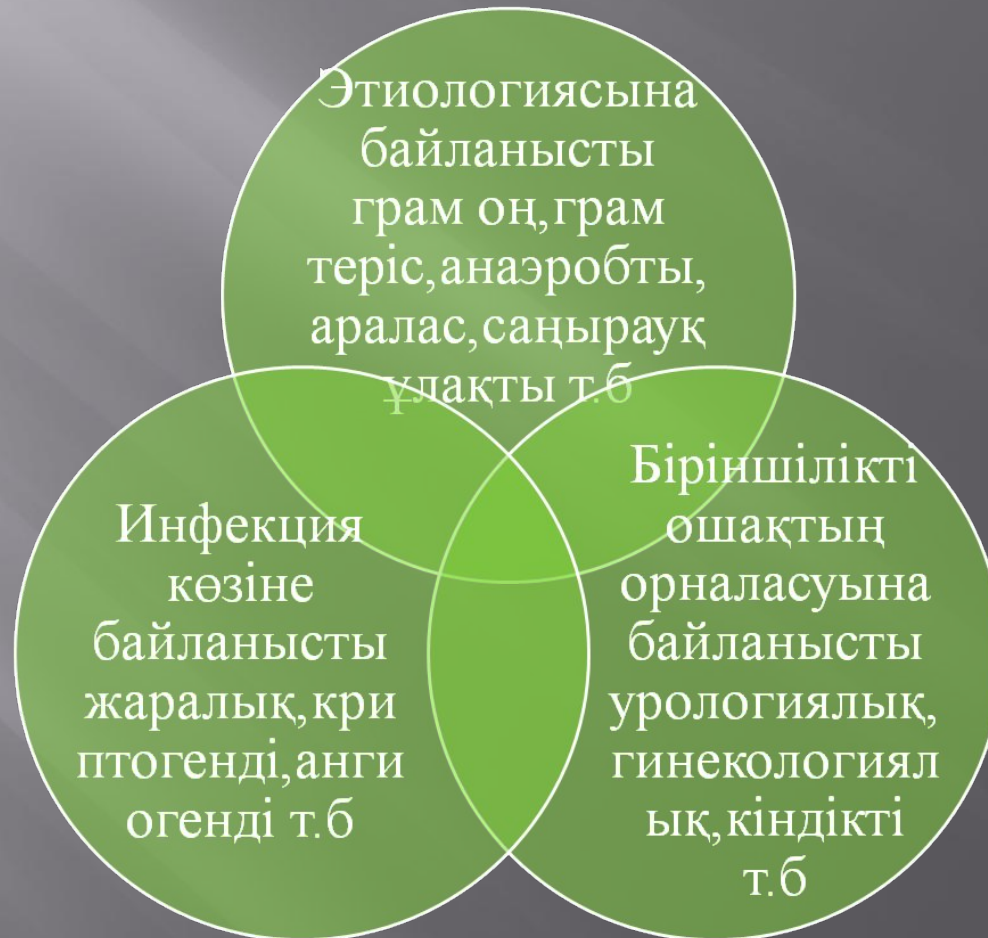 Этиологиясына
байланысты
грам оң,грам
теріс,анаэробты,
аралас,саңырауқ
ұлақты т.б
Инфекция
көзіне
байланысты
жаралық,кри
птогенді,анги
огенді т.б
Біріншілікті
ошақтың
орналасуына
байланысты
урологиялық,
гинекологиял
ық,кіндікті
т.б